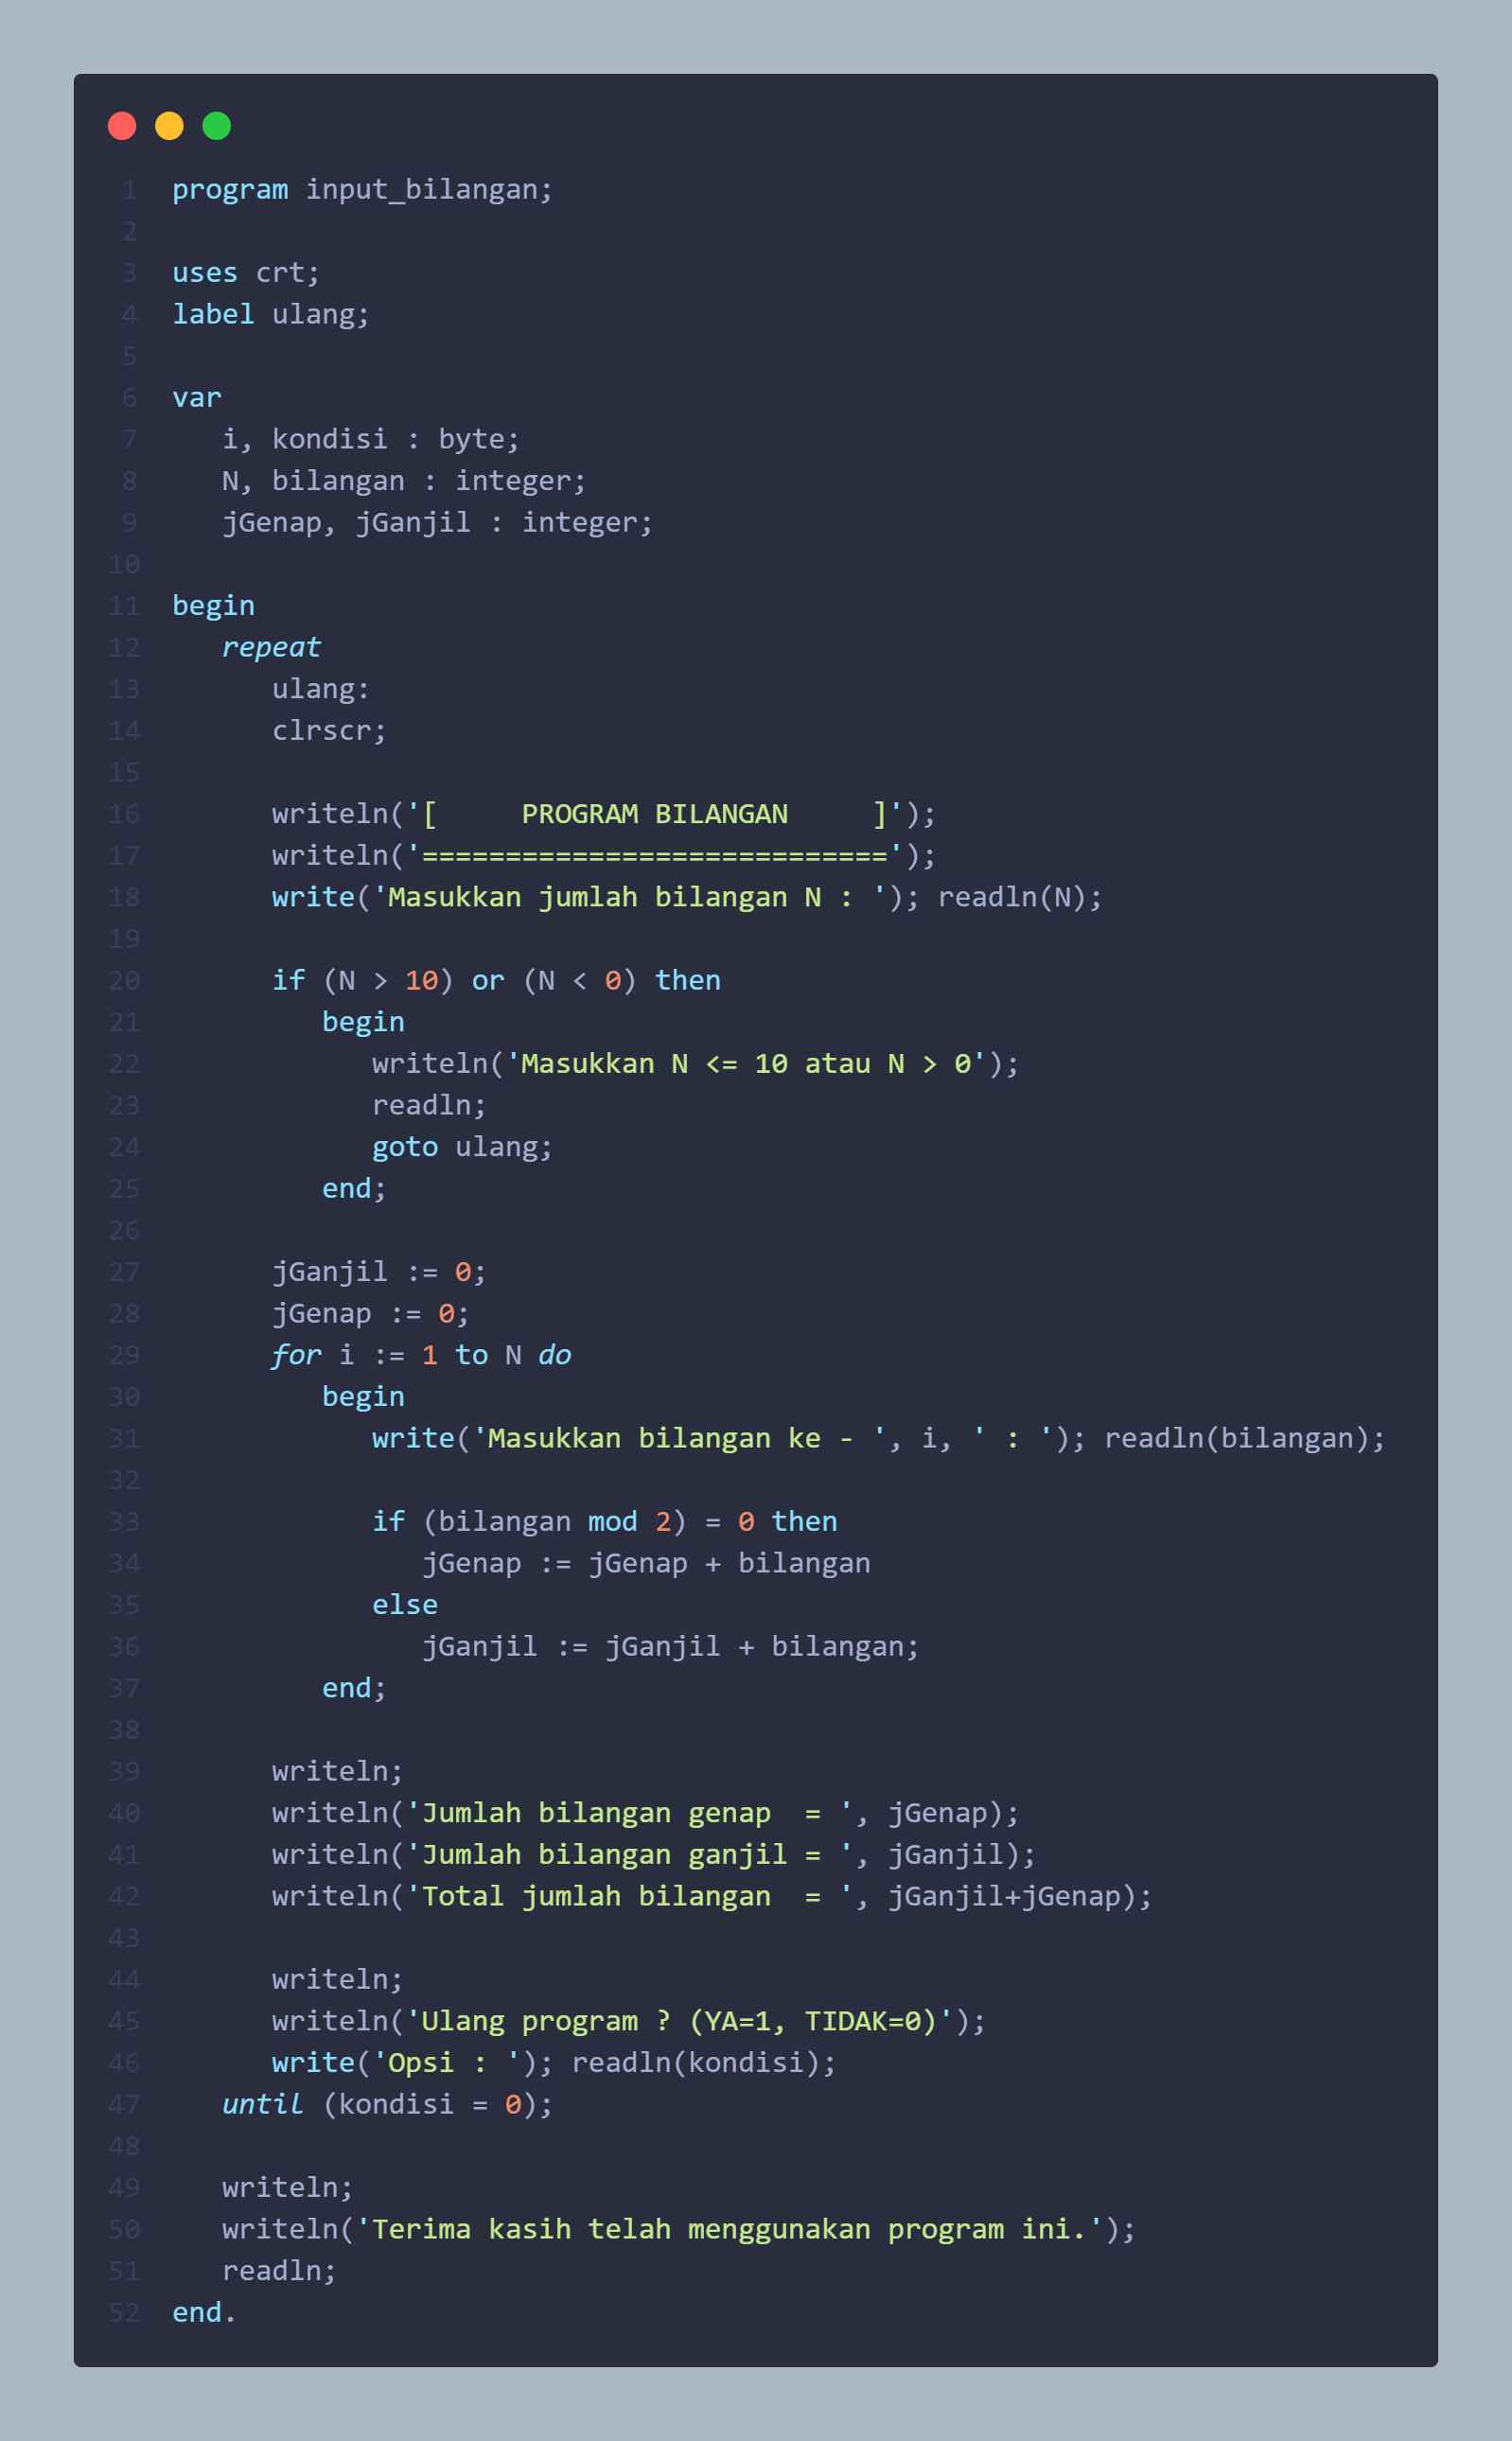 1 program input_bilangan;
2
3 uses crt;
4 label ulang;
5
6 var
7    i, kondisi : byte;
8    N, bilangan : integer;
9    jGenap, jGanjil : integer;
10
11 begin
12    repeat
13       ulang:
14       clrscr;
15
16       writeln('[     PROGRAM BILANGAN     ]');
17       writeln('============================');
18       write('Masukkan jumlah bilangan N : '); readln(N);
19
20       if (N > 10) or (N < 0) then
21          begin
22             writeln('Masukkan N <= 10 atau N > 0');
23             readln;
24             goto ulang;
25          end;
26
27       jGanjil := 0;
28       jGenap := 0;
29       for i := 1 to N do
30          begin
31             write('Masukkan bilangan ke - ', i, ' : '); readln(bilangan);
32
33             if (bilangan mod 2) = 0 then
34                jGenap := jGenap + bilangan
35             else
36                jGanjil := jGanjil + bilangan;
37          end;
38
39       writeln;
40       writeln('Jumlah bilangan genap  = ', jGenap);
41       writeln('Jumlah bilangan ganjil = ', jGanjil);
42       writeln('Total jumlah bilangan  = ', jGanjil+jGenap);
43
44       writeln;
45       writeln('Ulang program ? (YA=1, TIDAK=0)');
46       write('Opsi : '); readln(kondisi);
47    until (kondisi = 0);
48
49    writeln;
50    writeln('Terima kasih telah menggunakan program ini.');
51    readln;
52 end.